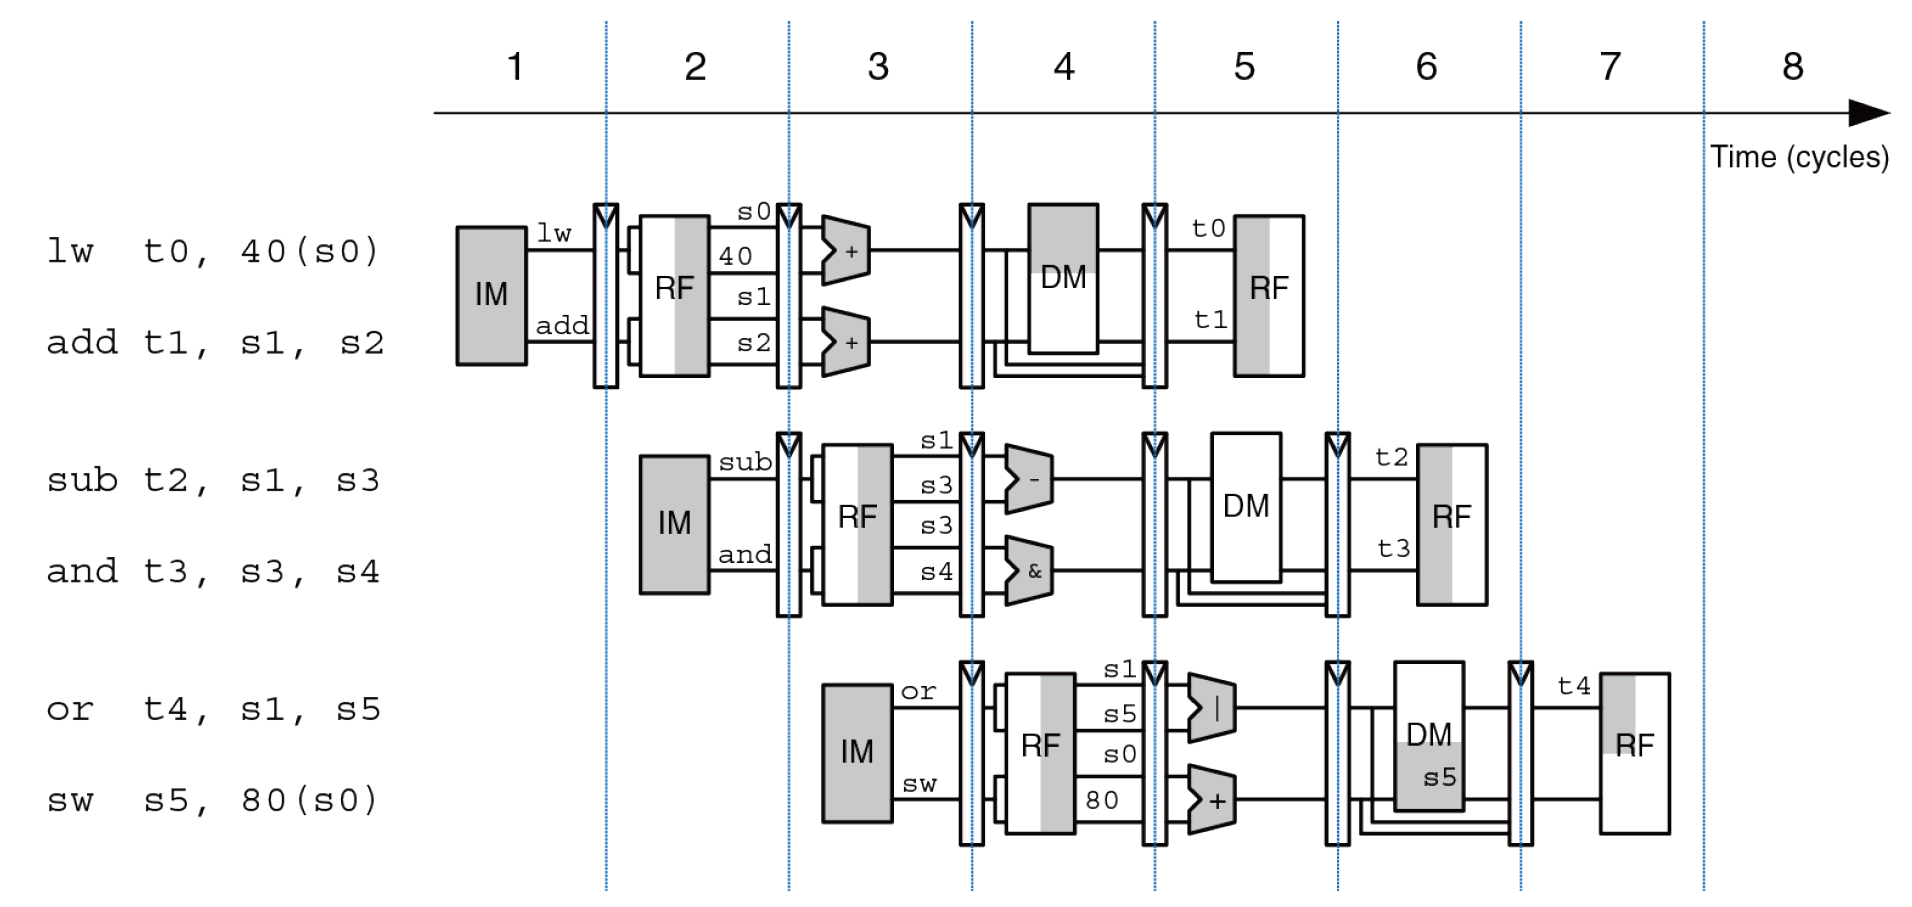 1 2 3 4 5 6 7 8
Time (cycles)
lw t0, 40(s0)
add t1, s1, s2
IM lw add RF s0 40 s1 s2 + + DM t0 t1 RF
sub t2, s1, s3
and t3, s3, s4
IM sub and RF s1 s3 s3 s4 - & DM t2 t3 RF
or t4, s1, s5
sw s5, 80(s0)
IM or sw RF s1 s5 s0 80 | + DM s5 t4 RF